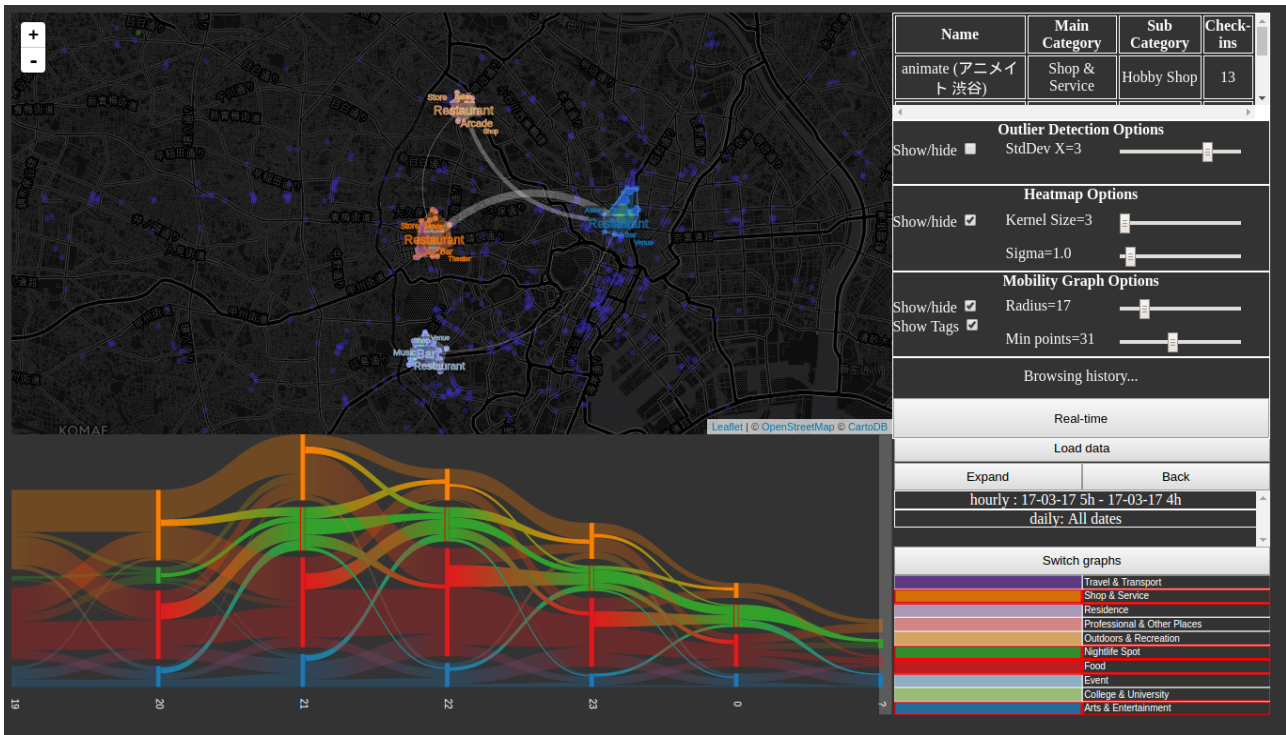 +
-
Store
Restaurant
Arcade
Shop
Store
Restaurant
Bar
Theater
Restaurant
Bar
Venue
Shop Venue
Music Bar
Restaurant
KOMAE
Leaflet | © OpenStreetMap © CartoDB
Name Main Category Sub Category Check-ins
animate (アニメイト 渋谷) Shop & Service Hobby Shop 13
Outlier Detection Options
Show/hide StdDev X=3
Heatmap Options
Show/hide Kernel Size=3
Sigma=1.0
Mobility Graph Options
Show/hide Radius=17
Show Tags
Min points=31
Browsing history...
Real-time
Load data
Expand Back
hourly : 17-03-17 5h - 17-03-17 4h
daily: All dates
Switch graphs
Travel & Transport
Shop & Service
Residence
Professional & Other Places
Outdoors & Recreation
Nightlife Spot
Food
Event
College & University
Arts & Entertainment
19 20 21 22 23 0